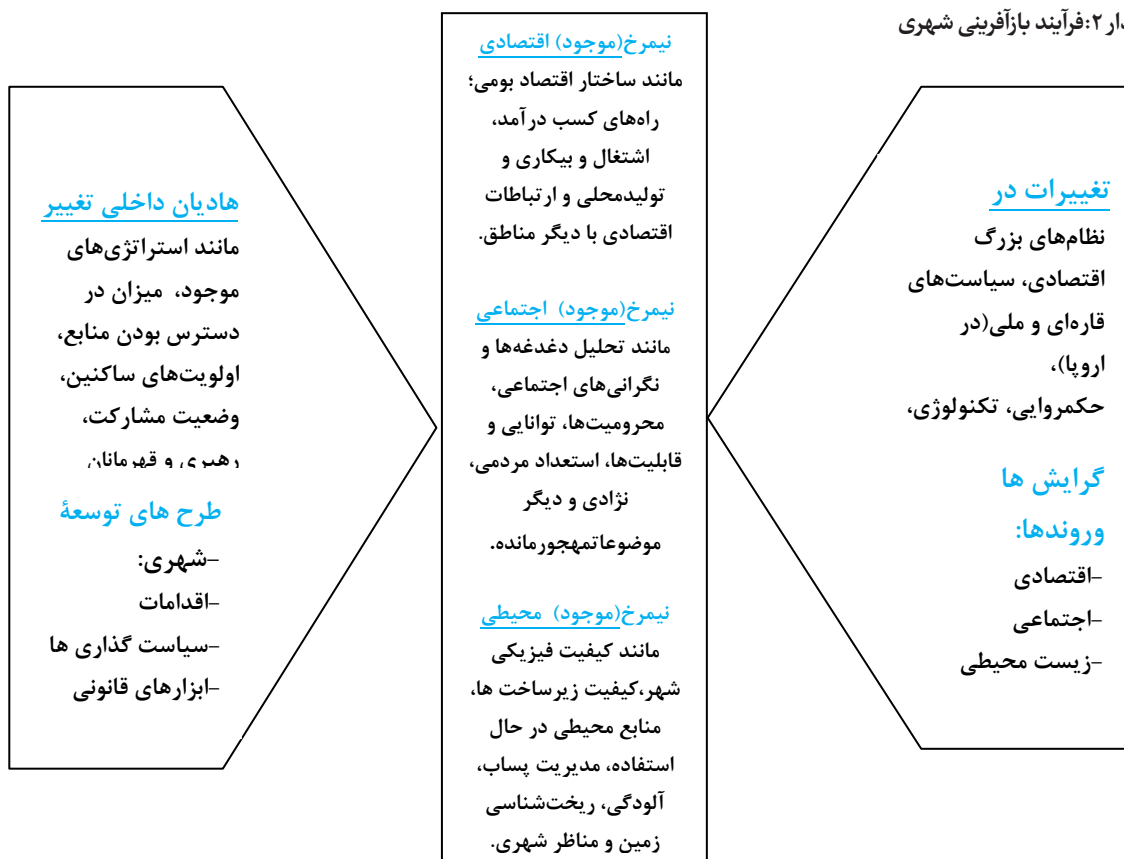 دار ۲:فرآیند بازآفرینی شهری
تغییرات در
نظام‌های بزرگ
اقتصادی، سیاست‌های
قاره‌ای و ملی(در
اروپا)،
حکمروایی، تکنولوژی،
گرایش ها
وروندها:
-اقتصادی
-اجتماعی
-زیست محیطی
نیمرخ(موجود) اقتصادی
مانند ساختار اقتصاد بومی؛
راه‌های کسب درآمد،
اشتغال و بیکاری و
تولیدمحلی و ارتباطات
اقتصادی با دیگر مناطق.
نیمرخ(موجود) اجتماعی
مانند تحلیل دغدغه‌ها و
نگرانی‌های اجتماعی،
محرومیت‌ها، توانایی و
قابلیت‌ها، استعداد مردمی،
نژادی و دیگر
موضوعاتمهجورمانده.
نیمرخ(موجود) محیطی
مانند کیفیت فیزیکی
شهر،کیفیت زیرساخت ها،
منابع محیطی در حال
استفاده، مدیریت پساب،
آلودگی، ریخت‌شناسی
زمین و مناظر شهری.
هادیان داخلی تغییر
مانند استراتژی‌های
موجود، میزان در
دسترس بودن منابع،
اولویت‌های ساکنین،
وضعیت مشارکت،
رهبری و قهرمانان
طرح های توسعهٔ
-شهری:
-اقدامات
-سیاست گذاری ها
-ابزارهای قانونی